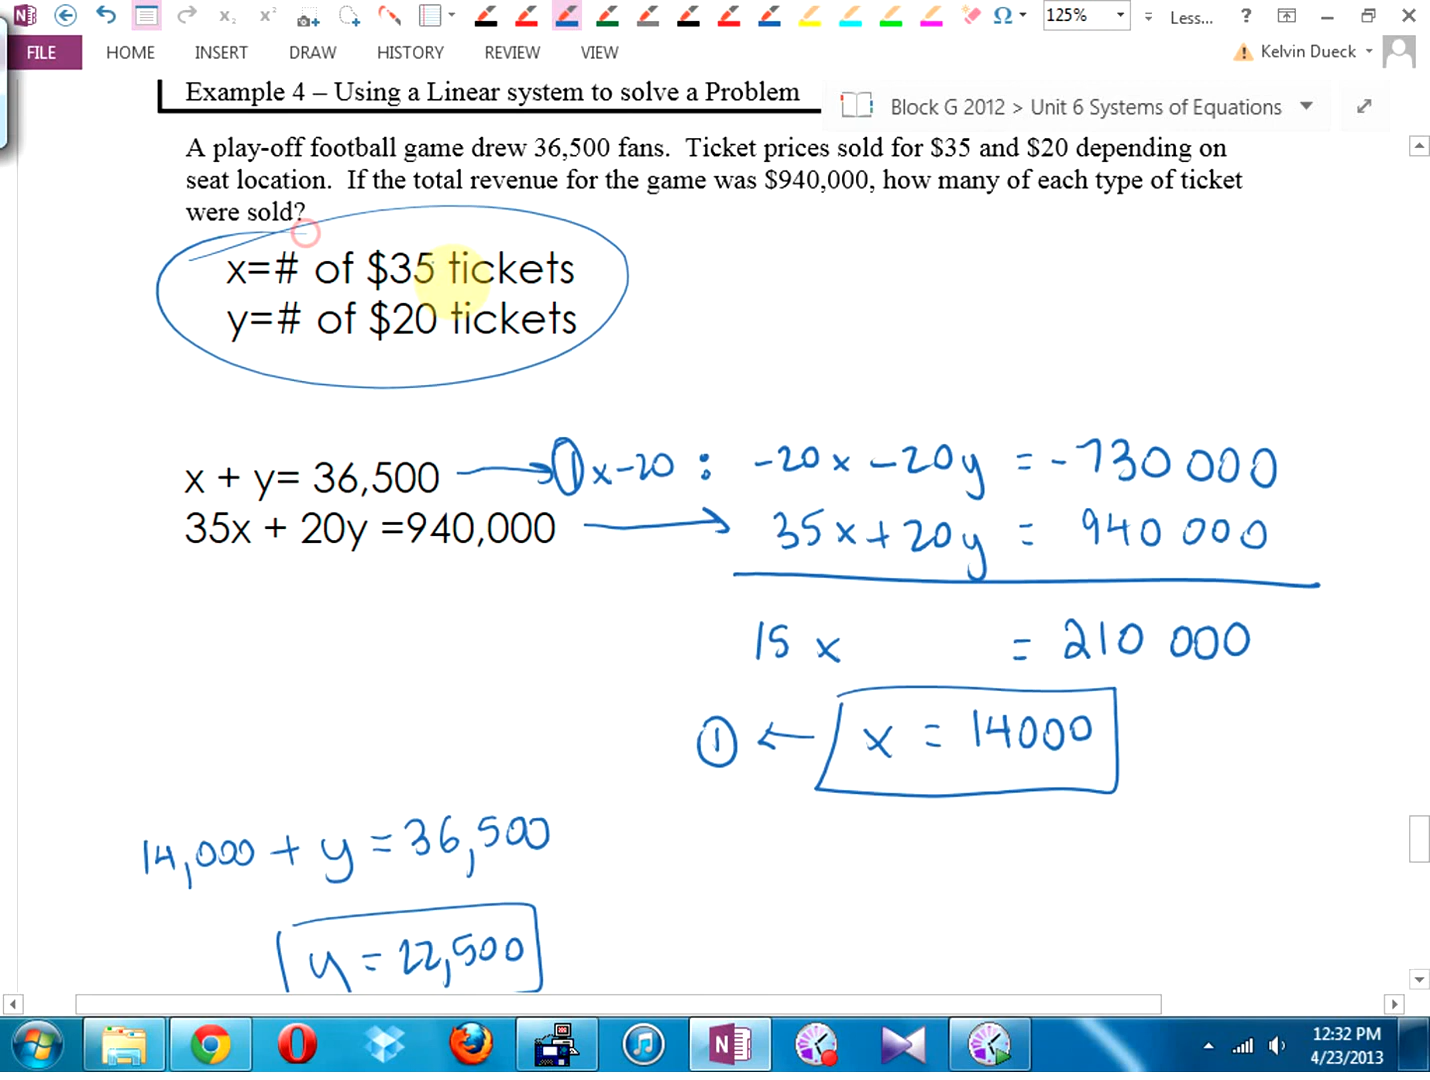 x₂ x² 125% Less... ?
FILE HOME INSERT DRAW HISTORY REVIEW VIEW Kelvin Dueck
Example 4 – Using a Linear system to solve a Problem
Block G 2012 > Unit 6 Systems of Equations
A play-off football game drew 36,500 fans. Ticket prices sold for $35 and $20 depending on
seat location. If the total revenue for the game was $940,000, how many of each type of ticket
were sold?
x=# of $35 tickets
y=# of $20 tickets
x + y= 36,500 → ① x -20 : -20x -20y = -730 000
35x + 20y =940,000 → 35x + 20y = 940 000
15 x = 210 000
① ← x = 14000
14,000 + y = 36,500
y = 22,500
12:32 PM
4/23/2013